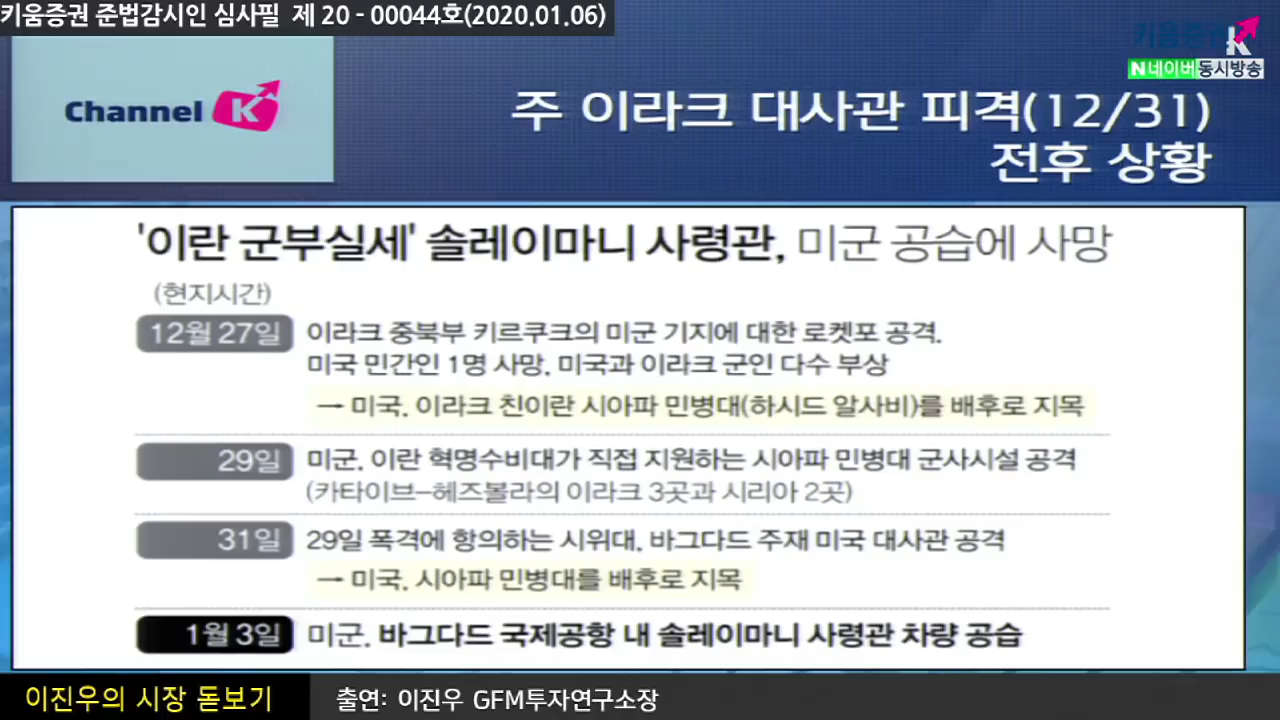 키움증권 준법감시인 심사필 제 20 - 00044호(2020.01.06)
키움증권
K
N네이버 동시방송
Channel K
주 이라크 대사관 피격(12/31)
전후 상황
'이란 군부실세' 솔레이마니 사령관, 미군 공습에 사망
(현지시간)
12월 27일 이라크 중북부 키르쿠크의 미군 기지에 대한 로켓포 공격.
미국 민간인 1명 사망, 미국과 이라크 군인 다수 부상
→ 미국, 이라크 친이란 시아파 민병대(하시드 알사비)를 배후로 지목
29일 미군, 이란 혁명수비대가 직접 지원하는 시아파 민병대 군사시설 공격
(카타이브-헤즈볼라의 이라크 3곳과 시리아 2곳)
31일 29일 폭격에 항의하는 시위대, 바그다드 주재 미국 대사관 공격
→ 미국, 시아파 민병대를 배후로 지목
1월 3일 미군, 바그다드 국제공항 내 솔레이마니 사령관 차량 공습
이진우의 시장 돋보기 출연: 이진우 GFM투자연구소장